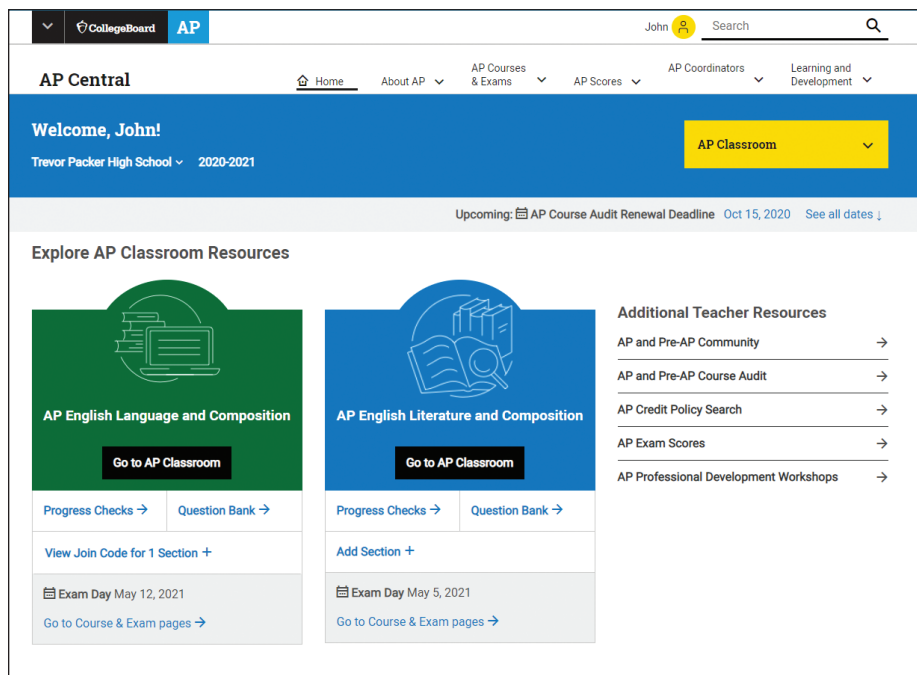 CollegeBoard AP
John Search
AP Central
Home
About AP
AP Courses
& Exams
AP Scores
AP Coordinators
Learning and
Development
Welcome, John!
Trevor Packer High School 2020-2021
AP Classroom
Upcoming: AP Course Audit Renewal Deadline Oct 15, 2020 See all dates ↓
Explore AP Classroom Resources
AP English Language and Composition
Go to AP Classroom
Progress Checks → Question Bank →
View Join Code for 1 Section +
Exam Day May 12, 2021
Go to Course & Exam pages →
AP English Literature and Composition
Go to AP Classroom
Progress Checks → Question Bank →
Add Section +
Exam Day May 5, 2021
Go to Course & Exam pages →
Additional Teacher Resources
AP and Pre-AP Community →
AP and Pre-AP Course Audit →
AP Credit Policy Search →
AP Exam Scores →
AP Professional Development Workshops →